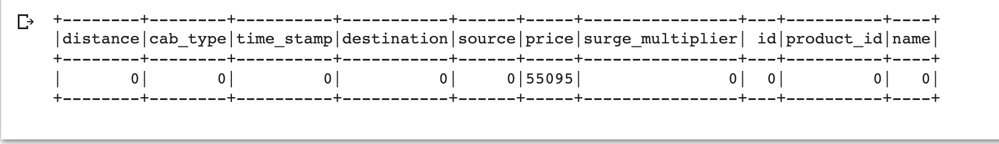 +--------+--------+----------+-----------+------+-----+----------------+---+----------+----+
|distance|cab_type|time_stamp|destination|source|price|surge_multiplier| id|product_id|name|
+--------+--------+----------+-----------+------+-----+----------------+---+----------+----+
|       0|       0|         0|          0|     0|55095|               0|  0|         0|   0|
+--------+--------+----------+-----------+------+-----+----------------+---+----------+----+